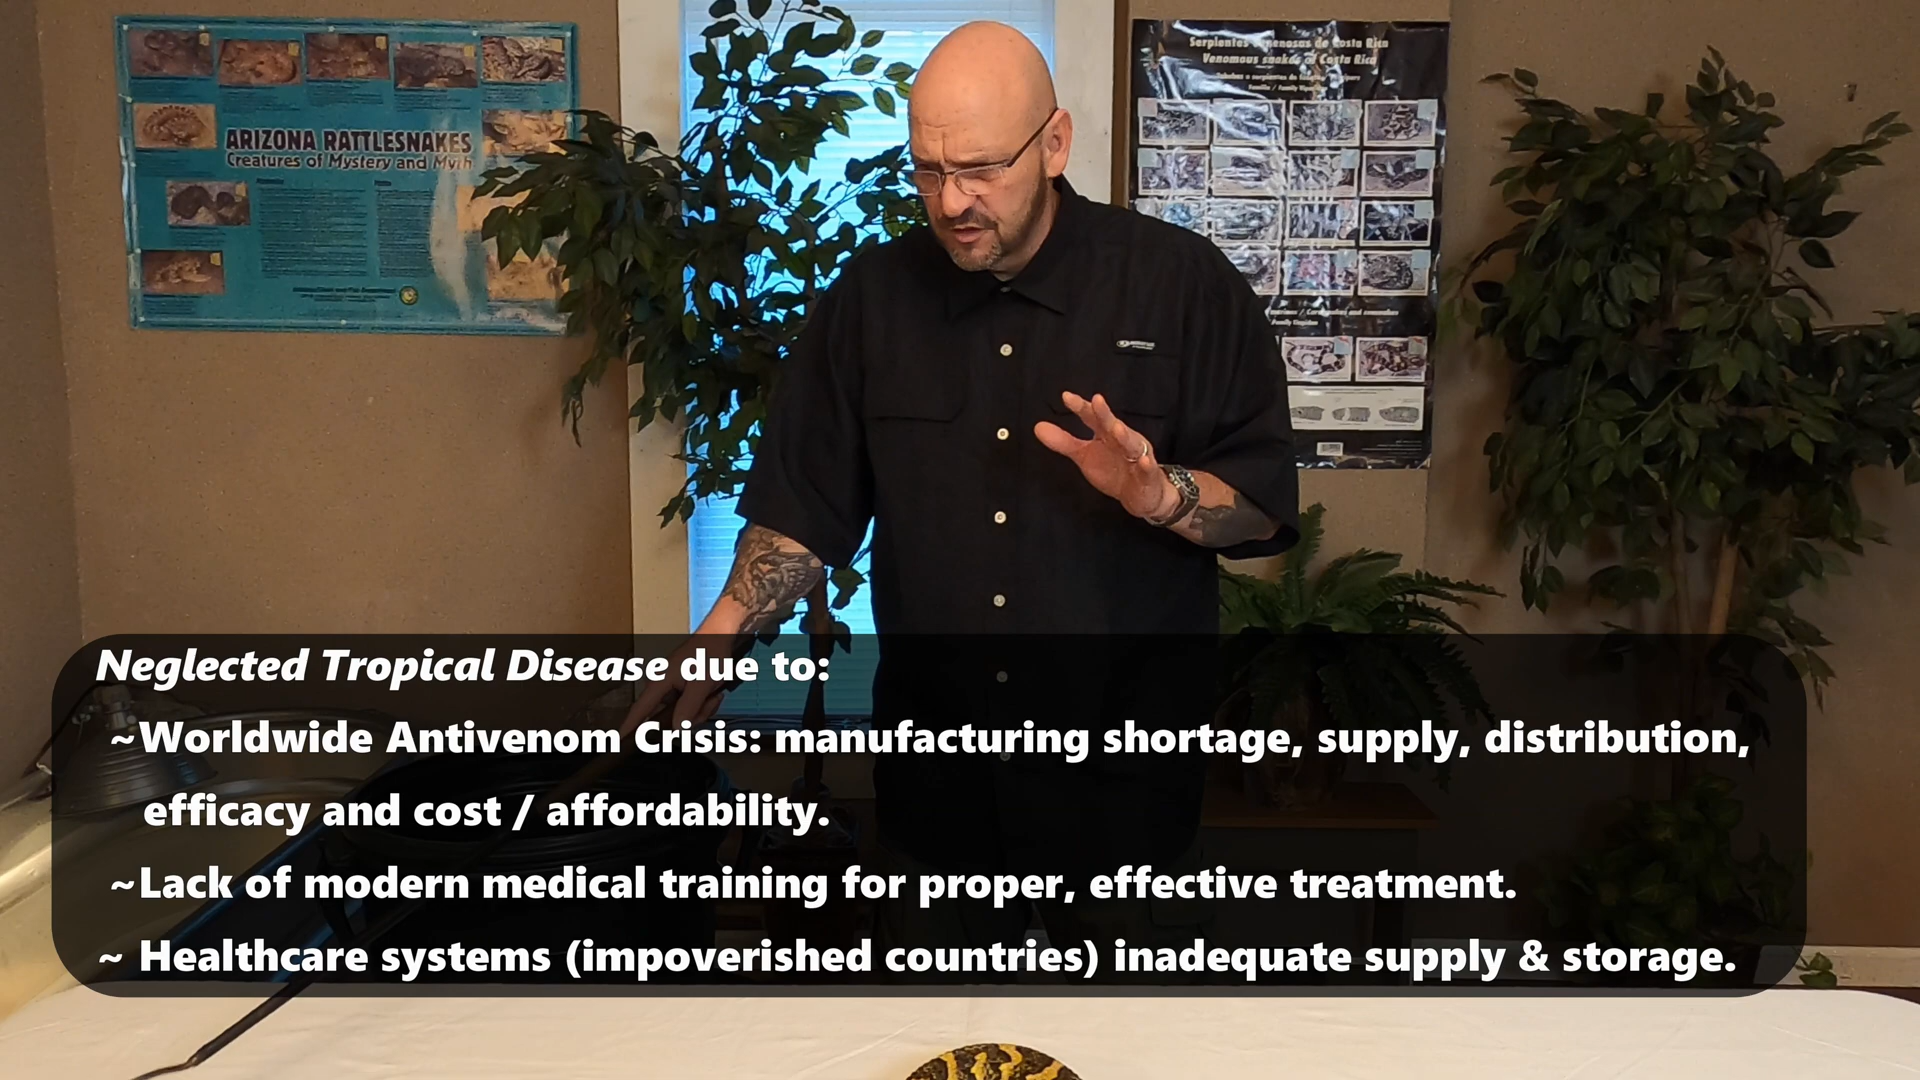 ARIZONA RATTLESNAKES
Creatures of Mystery and Myth
Serpientes venenosas de Costa Rica
Venomous snakes of Costa Rica
Neglected Tropical Disease due to:
~Worldwide Antivenom Crisis: manufacturing shortage, supply, distribution,
efficacy and cost / affordability.
~Lack of modern medical training for proper, effective treatment.
~ Healthcare systems (impoverished countries) inadequate supply & storage.